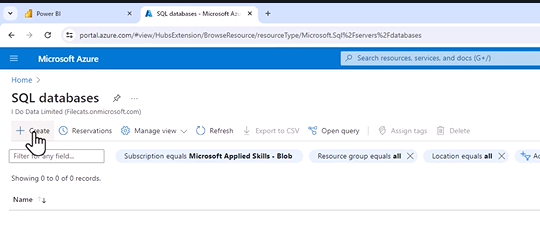 Power BI
SQL databases - Microsoft Azure
portal.azure.com/#view/HubsExtension/BrowseResource/resourceType/Microsoft.Sql%2Fservers%2Fdatabases
Microsoft Azure
Search resources, services, and docs (G+/)
Home
SQL databases
I Do Data Limited (Filecats.onmicrosoft.com)
Create Reservations Manage view Refresh Export to CSV Open query Assign tags Delete
Filter for any field... Subscription equals Microsoft Applied Skills - Blob Resource group equals all Location equals all
Showing 0 to 0 of 0 records.
Name